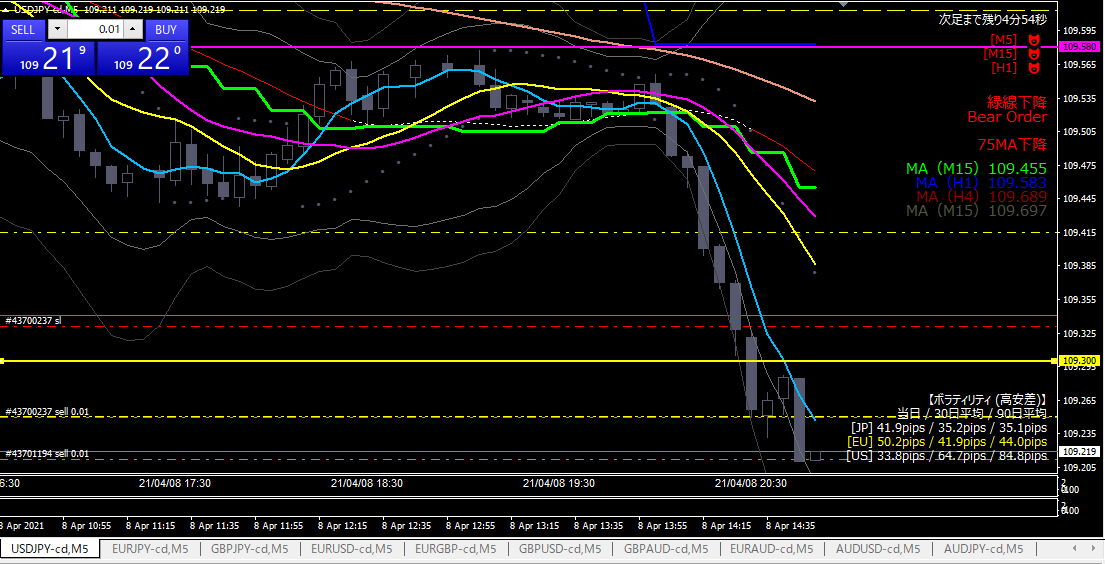 USDJPY-cd,M5 109.211 109.219 109.211 109.219
SELL 0.01 BUY
109 21 9 109 22 0
次足まで残り4分54秒
[M5]
[M15]
[H1]
緑線下降
Bear Order
75MA下降
MA（M15）109.455
MA（H1）109.583
MA（H4）109.689
MA（M15）109.697
109.595
109.580
109.565
109.535
109.505
109.475
109.445
109.415
109.385
109.355
109.325
109.300
109.295
109.265
109.235
109.219
109.205
#43700237 sl
#43700237 sell 0.01
#43701194 sell 0.01
【ボラティリティ (高安差)】
当日 / 30日平均 / 90日平均
[JP] 41.9pips / 35.2pips / 35.1pips
[EU] 50.2pips / 41.9pips / 44.0pips
[US] 33.8pips / 64.7pips / 84.8pips
6:30 21/04/08 17:30 21/04/08 18:30 21/04/08 19:30 21/04/08 20:30
0.00
0.00
8 Apr 2021 8 Apr 10:55 8 Apr 11:15 8 Apr 11:35 8 Apr 11:55 8 Apr 12:15 8 Apr 12:35 8 Apr 12:55 8 Apr 13:15 8 Apr 13:35 8 Apr 13:55 8 Apr 14:15 8 Apr 14:35
USDJPY-cd,M5 EURJPY-cd,M5 GBPJPY-cd,M5 EURUSD-cd,M5 EURGBP-cd,M5 GBPUSD-cd,M5 GBPAUD-cd,M5 EURAUD-cd,M5 AUDUSD-cd,M5 AUDJPY-cd,M5